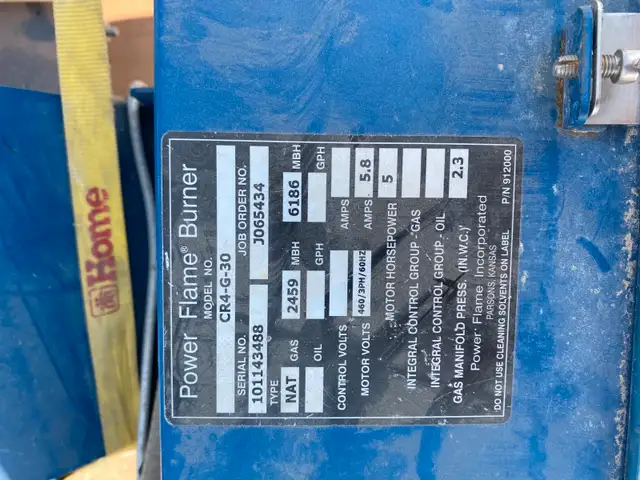 Power Flame® Burner
MODEL NO.
CR4-G-30
SERIAL NO. JOB ORDER NO.
101143488 J065434
TYPE
NAT GAS 2459 MBH 6186 MBH
OIL GPH GPH
CONTROL VOLTS AMPS
MOTOR VOLTS 460/3PH/60HZ AMPS 5.8
MOTOR HORSEPOWER 5
INTEGRAL CONTROL GROUP - GAS
INTEGRAL CONTROL GROUP - OIL
GAS MANIFOLD PRESS. (IN.W.C.) 2.3
Power Flame Incorporated
PARSONS, KANSAS
DO NOT USE CLEANING SOLVENTS ON LABEL P/N 912000
Home